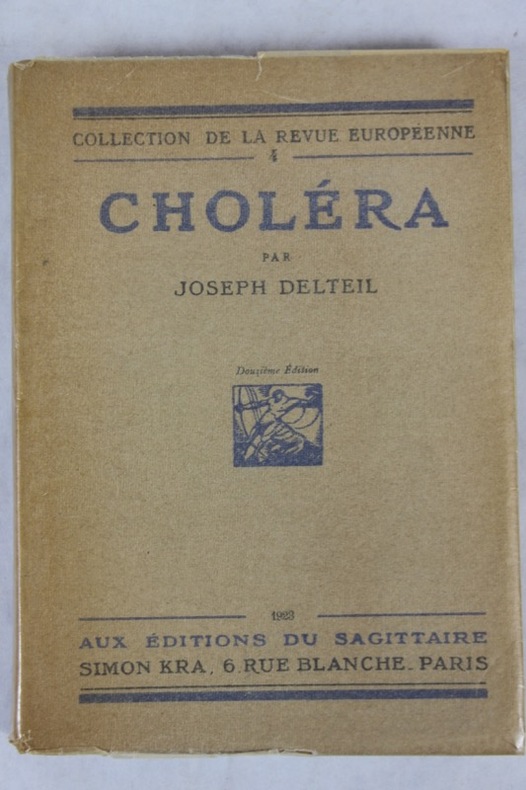 COLLECTION DE LA REVUE EUROPÉENNE
4
CHOLÉRA
PAR
JOSEPH DELTEIL
Douzième Édition
1923
AUX ÉDITIONS DU SAGITTAIRE
SIMON KRA, 6. RUE BLANCHE. PARIS